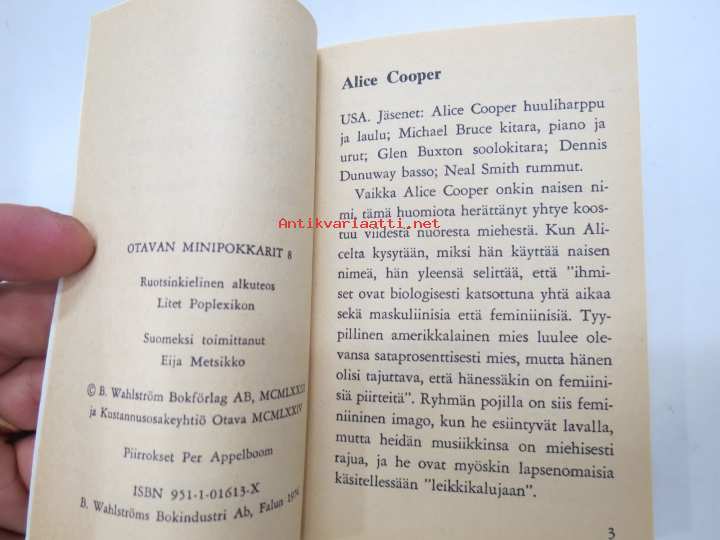 OTAVAN MINIPOKKARIT 8
Ruotsinkielinen alkuteos
Litet Poplexikon
Suomeksi toimittanut
Eija Metsikko
© B. Wahlström Bokförlag AB,
ja Kustannusosakeyhtiö Otava MCMLXXIV
Piirrokset Per Appelboom
ISBN 951-1-01613-X
B. Wahlströms Bokindustri Ab, Falun 1974
Alice Cooper
USA. Jäsenet: Alice Cooper huuliharppu
ja laulu; Michael Bruce kitara, piano ja
urut; Glen Buxton soolokitara; Dennis
Dunuway basso; Neal Smith rummut.
Vaikka Alice Cooper onkin naisen ni-
mi, tämä huomiota herättänyt yhtye koos-
tuu viidestä nuoresta miehestä. Kun Ali-
celta kysytään, miksi hän käyttää naisen
nimeä, hän yleensä selittää, että "ihmi-
set ovat biologisesti katsottuna yhtä aikaa
sekä maskuliinisia että feminiinisiä. Tyy-
pillinen amerikkalainen mies luulee ole-
vansa sataprosenttisesti mies, mutta hänen
olisi tajuttava, että hänessäkin on femiini-
siä piirteitä". Ryhmän pojilla on siis femi-
niininen imago, kun he esiintyvät lavalla,
mutta heidän musiikkinsa on miehisesti
rajua, ja he ovat myöskin lapsenomaisia
käsitellessään "leikkikalujaan".
3
Antikvariaatti.net